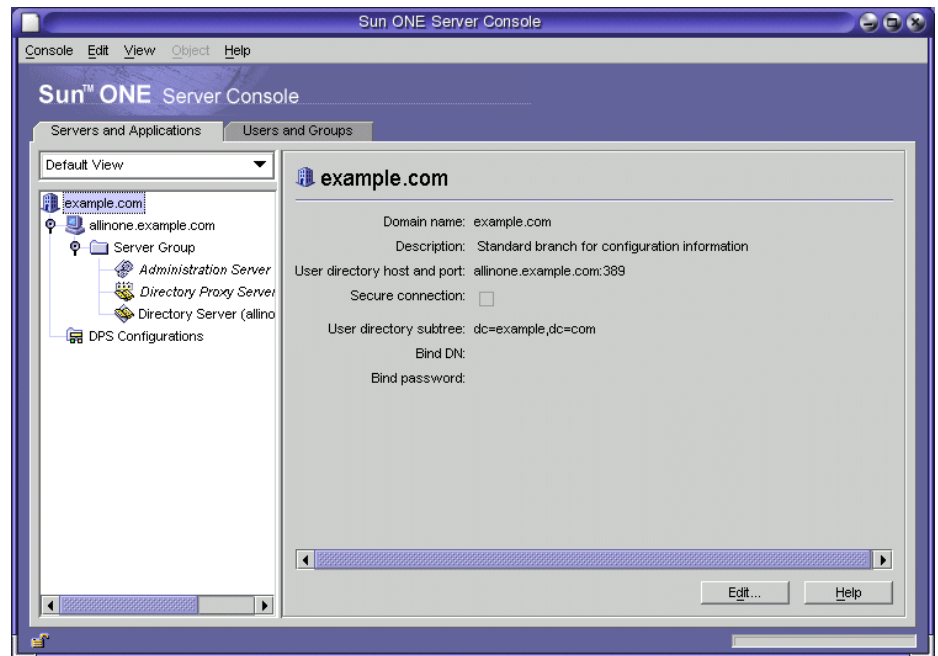 Sun ONE Server Console
Console Edit View Object Help
Sun™ ONE Server Console
Servers and Applications Users and Groups
Default View
example.com
allinone.example.com
Server Group
Administration Server
Directory Proxy Server
Directory Server (allino
DPS Configurations
example.com
Domain name: example.com
Description: Standard branch for configuration information
User directory host and port: allinone.example.com:389
Secure connection:
User directory subtree: dc=example,dc=com
Bind DN:
Bind password:
Edit... Help